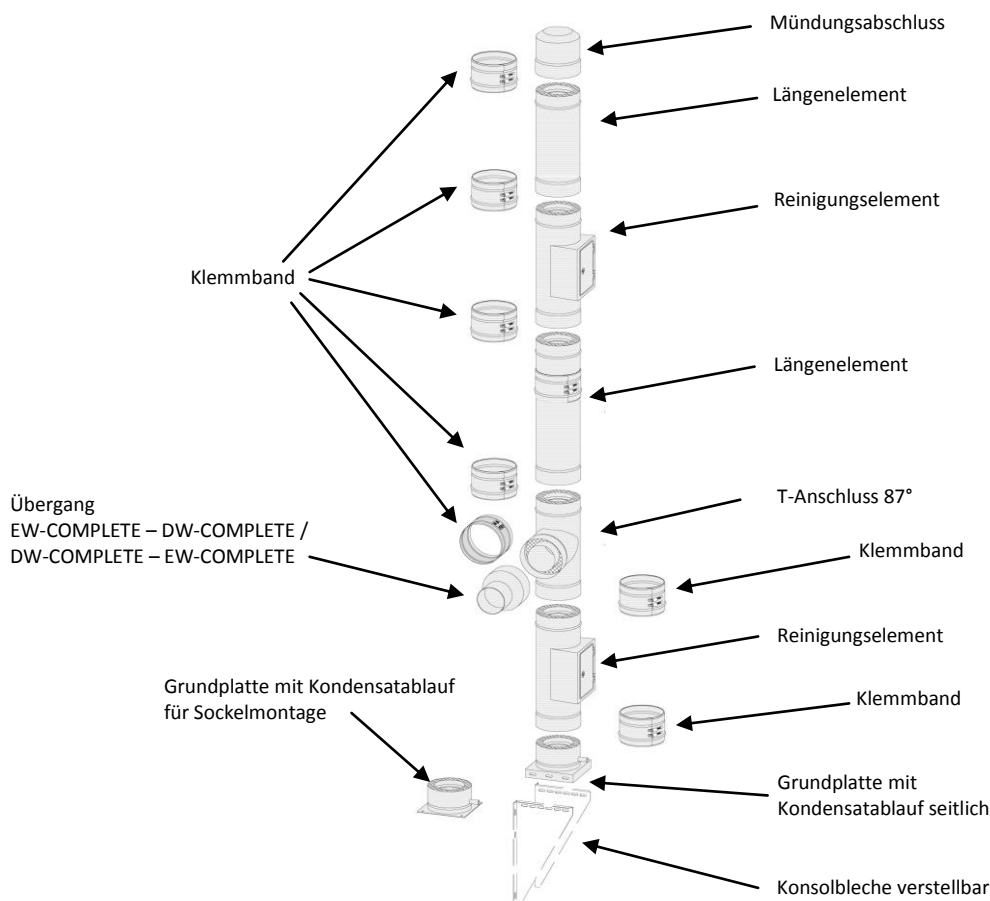 Mündungsabschluss
Längenelement
Reinigungselement
Klemmband
Längenelement
Übergang
EW-COMPLETE – DW-COMPLETE /
DW-COMPLETE – EW-COMPLETE
T-Anschluss 87°
Klemmband
Reinigungselement
Grundplatte mit Kondensatablauf
für Sockelmontage
Klemmband
Grundplatte mit
Kondensatablauf seitlich
Konsolbleche verstellbar